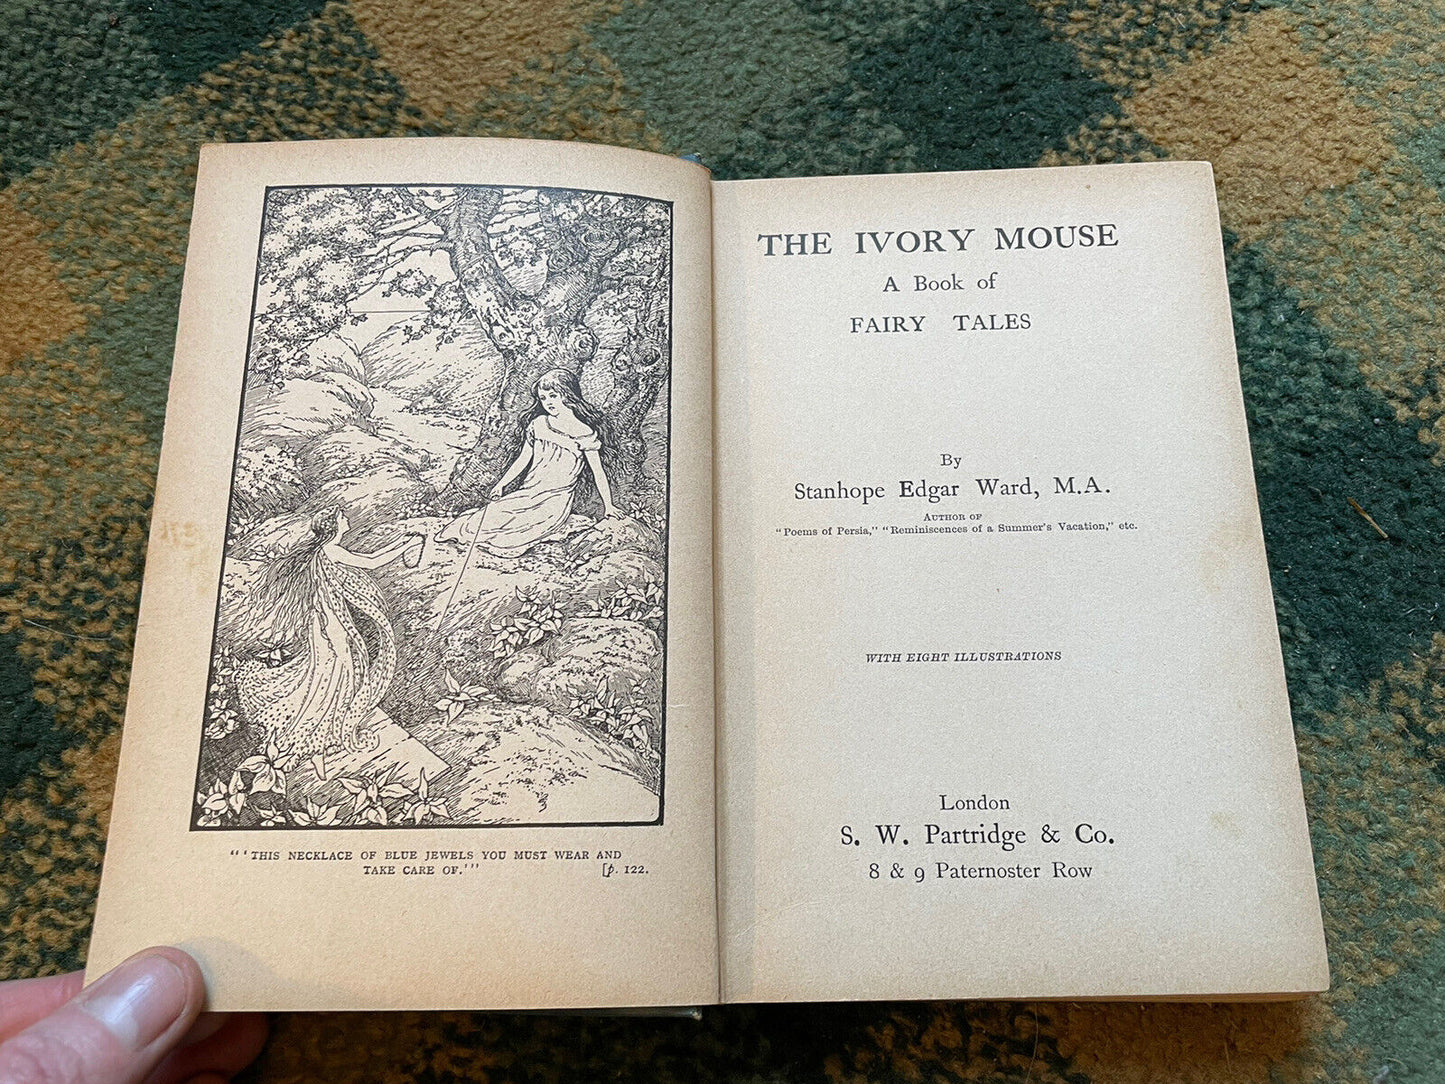 "'THIS NECKLACE OF BLUE JEWELS YOU MUST WEAR AND
TAKE CARE OF.'" [p. 122.
THE IVORY MOUSE
A Book of
FAIRY TALES
By
Stanhope Edgar Ward, M.A.
AUTHOR OF
"Poems of Persia," "Reminiscences of a Summer's Vacation," etc.
WITH EIGHT ILLUSTRATIONS
London
S. W. Partridge & Co.
8 & 9 Paternoster Row